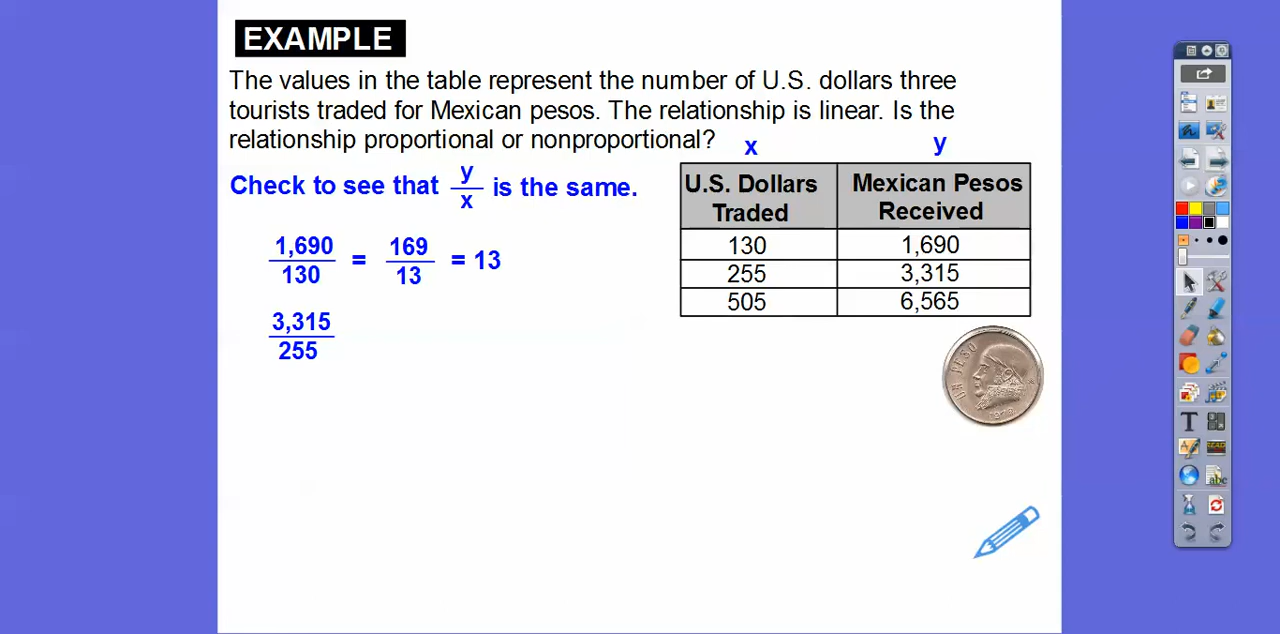 EXAMPLE
The values in the table represent the number of U.S. dollars three
tourists traded for Mexican pesos. The relationship is linear. Is the
relationship proportional or nonproportional?
x y
Check to see that y/x is the same.
U.S. Dollars Traded Mexican Pesos Received
130 1,690
255 3,315
505 6,565
1,690/130 = 169/13 = 13
3,315/255